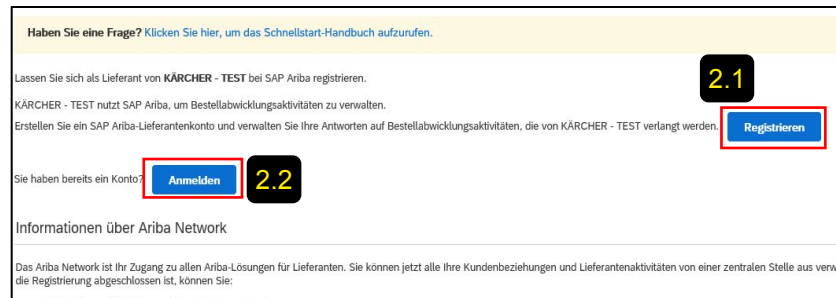 Haben Sie eine Frage? Klicken Sie hier, um das Schnellstart-Handbuch aufzurufen.
Lassen Sie sich als Lieferant von KÄRCHER - TEST bei SAP Ariba registrieren.
2.1
KÄRCHER - TEST nutzt SAP Ariba, um Bestellabwicklungsaktivitäten zu verwalten.
Erstellen Sie ein SAP Ariba-Lieferantenkonto und verwalten Sie Ihre Antworten auf Bestellabwicklungsaktivitäten, die von KÄRCHER - TEST verlangt werden. Registrieren
Sie haben bereits ein Konto? Anmelden 2.2
Informationen über Ariba Network
Das Ariba Network ist Ihr Zugang zu allen Ariba-Lösungen für Lieferanten. Sie können jetzt alle Ihre Kundenbeziehungen und Lieferantenaktivitäten von einer zentralen Stelle aus verw
die Registrierung abgeschlossen ist, können Sie: